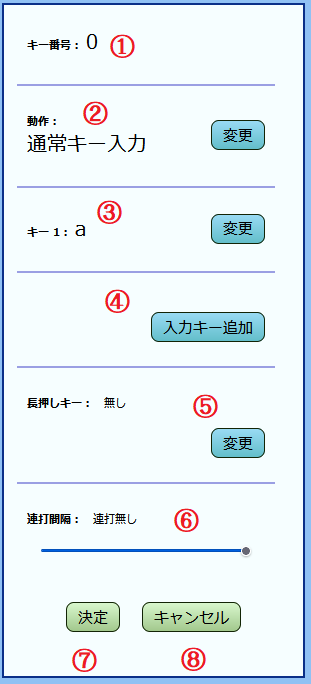 キー番号： 0 ①
動作： ②
通常キー入力 変更
③
キー 1： a 変更
④
入力キー追加
長押しキー： 無し ⑤
変更
連打間隔： 連打無し ⑥
決定 キャンセル
⑦ ⑧